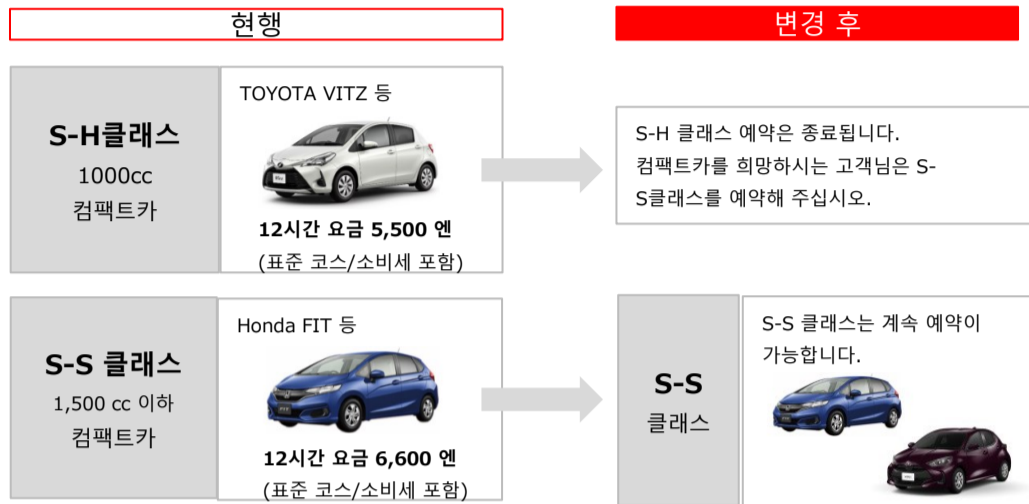 현행
변경 후
S-H클래스
1000cc
컴팩트카
TOYOTA VITZ 등
12시간 요금 5,500 엔
(표준 코스/소비세 포함)
S-H 클래스 예약은 종료됩니다.
컴팩트카를 희망하시는 고객님은 S-
S클래스를 예약해 주십시오.
S-S 클래스
1,500 cc 이하
컴팩트카
Honda FIT 등
12시간 요금 6,600 엔
(표준 코스/소비세 포함)
S-S
클래스
S-S 클래스는 계속 예약이
가능합니다.